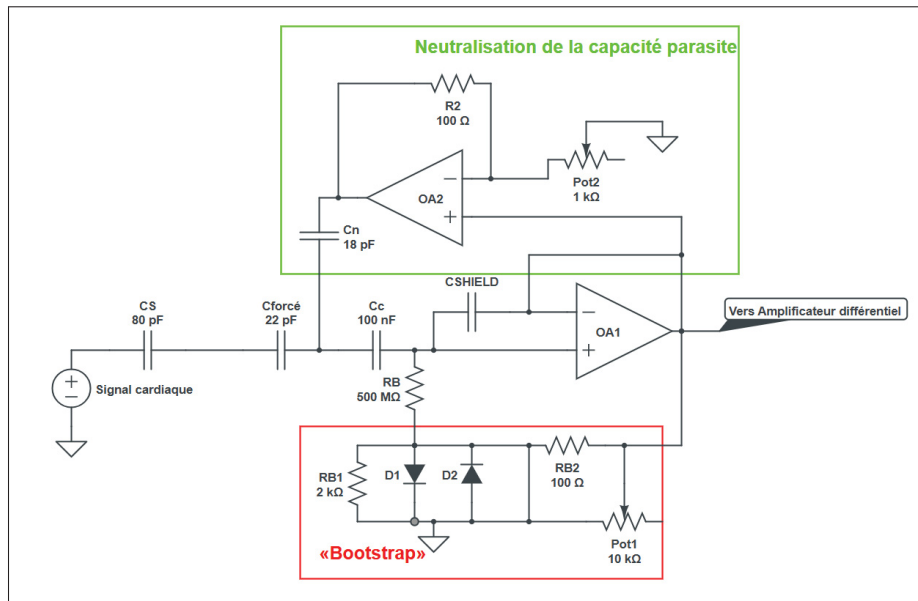 Neutralisation de la capacité parasite
R2
100 Ω
OA2
Pot2
1 kΩ
Cn
18 pF
CSHIELD
CS
80 pF
Cforcé
22 pF
Cc
100 nF
OA1
Vers Amplificateur différentiel
Signal cardiaque
RB
500 MΩ
RB1
2 kΩ
D1
D2
RB2
100 Ω
Pot1
10 kΩ
«Bootstrap»